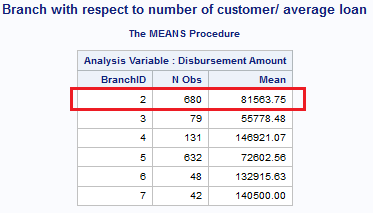 Branch with respect to number of customer/ average loan
The MEANS Procedure
Analysis Variable : Disbursement Amount
BranchID N Obs Mean
2 680 81563.75
3 79 55778.48
4 131 146921.07
5 632 72602.56
6 48 132915.63
7 42 140500.00